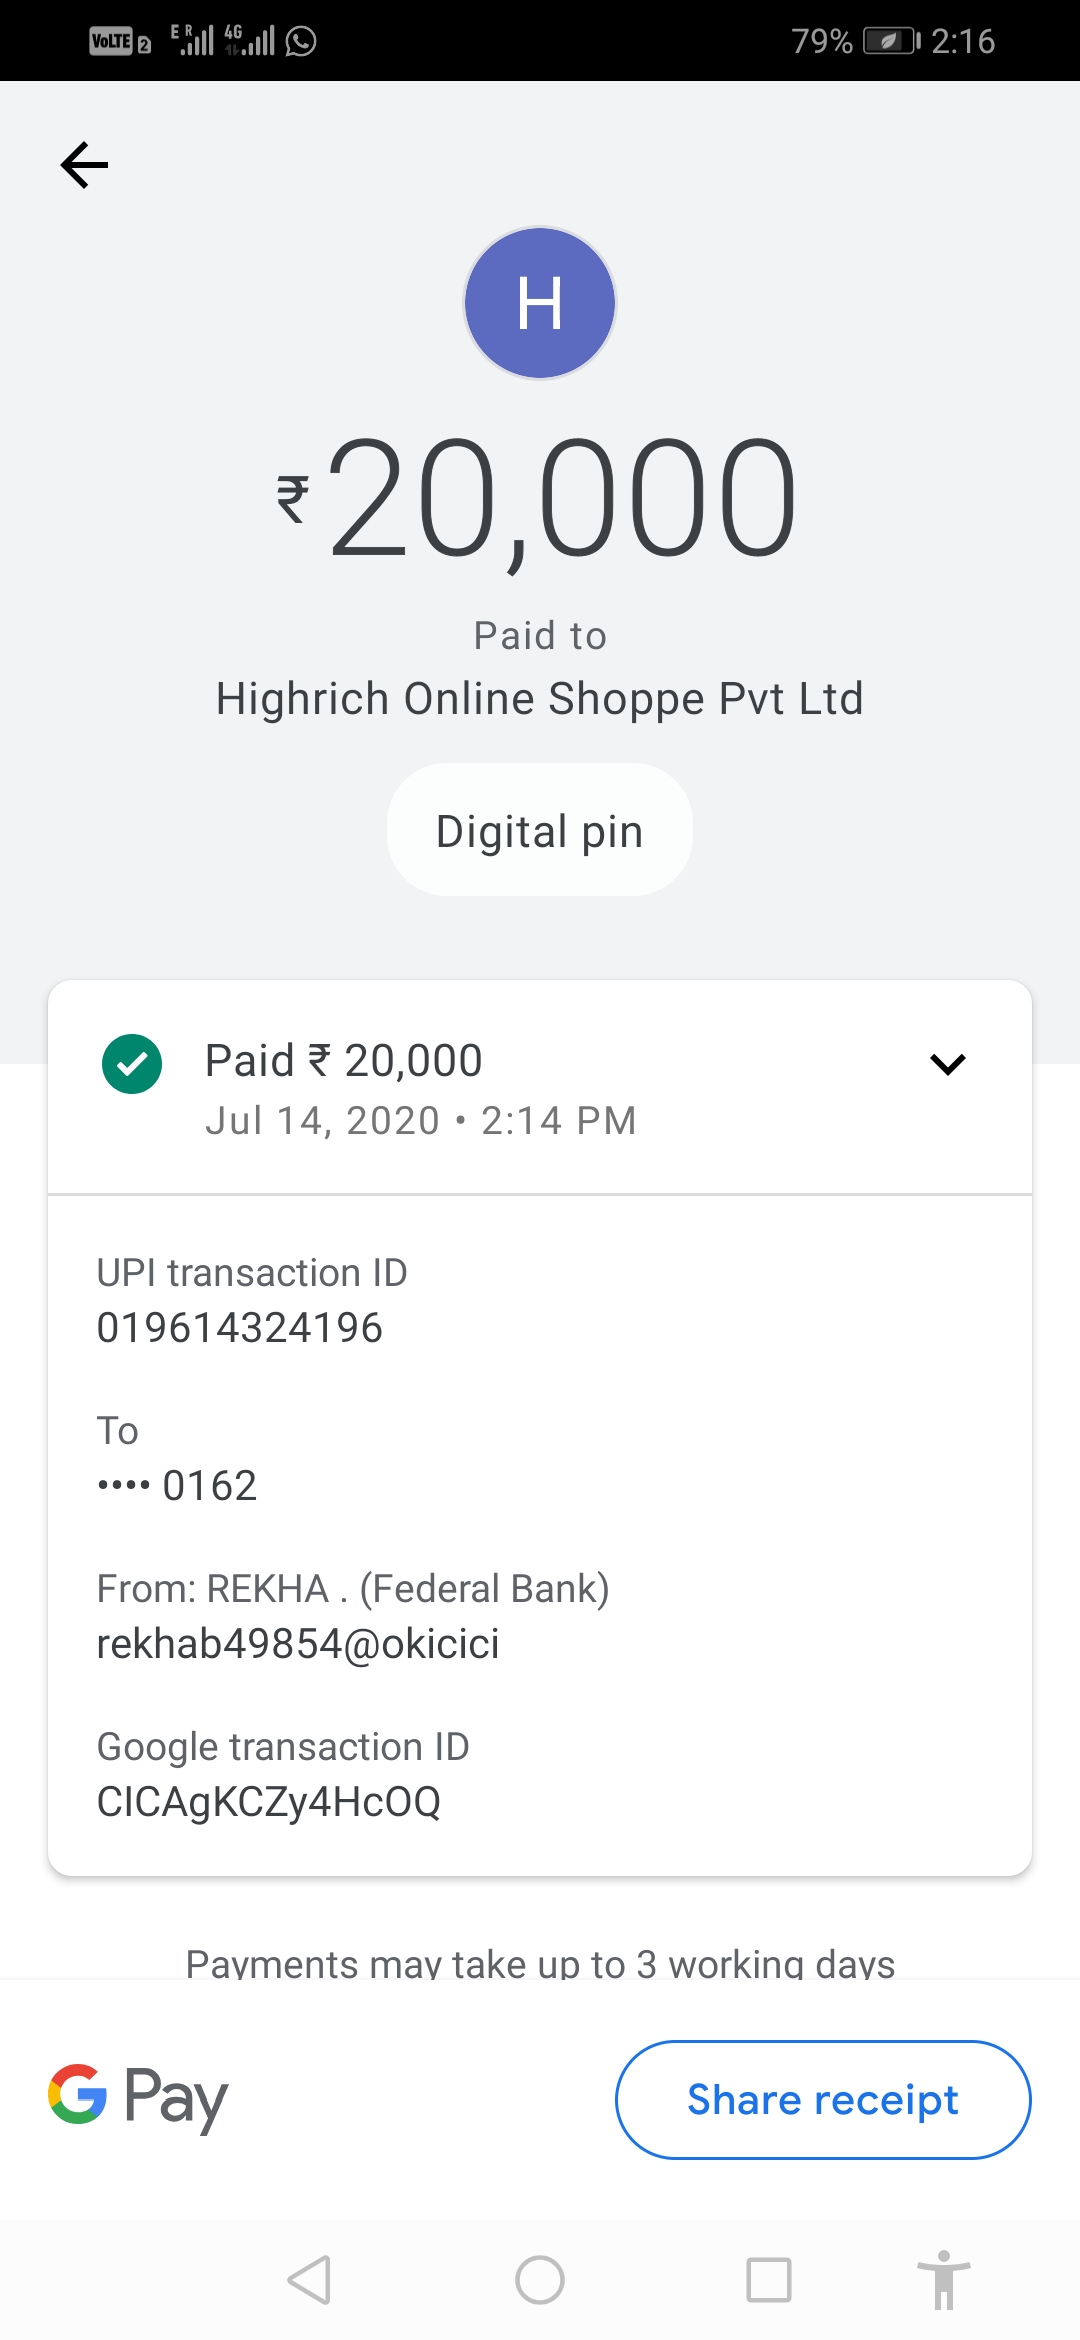 VoLTE 2 E R 4G 79% 2:16
H
₹20,000
Paid to
Highrich Online Shoppe Pvt Ltd
Digital pin
Paid ₹ 20,000
Jul 14, 2020 • 2:14 PM
UPI transaction ID
019614324196
To
•••• 0162
From: REKHA . (Federal Bank)
rekhab49854@okicici
Google transaction ID
CICAgKCZy4HcOQ
Payments may take up to 3 working days
G Pay
Share receipt